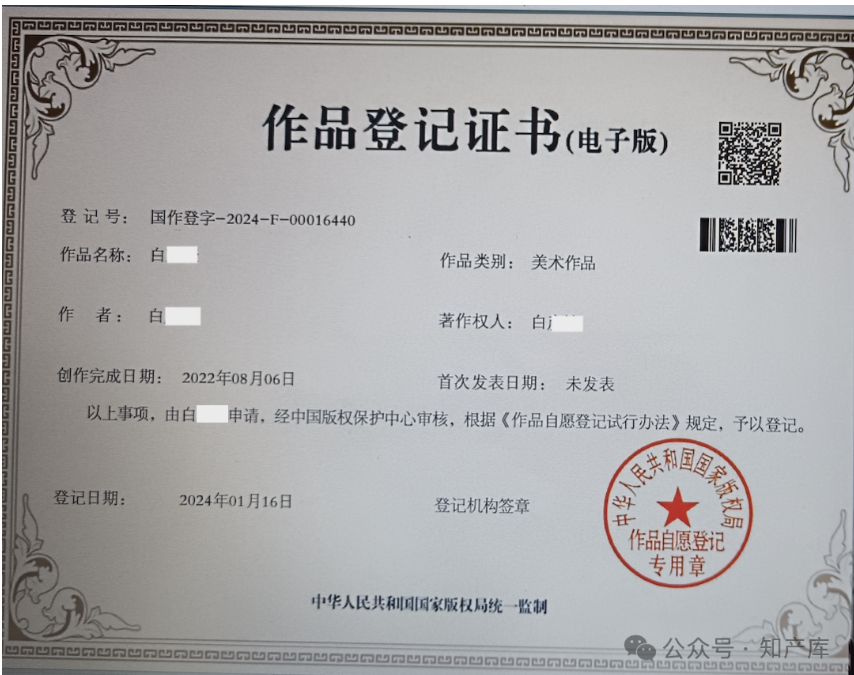 作品登记证书(电子版)
登记号： 国作登字-2024-F-00016440
作品名称： 白
作品类别： 美术作品
作者： 白
著作权人： 白
创作完成日期： 2022年08月06日
首次发表日期： 未发表
以上事项，由白 申请，经中国版权保护中心审核，根据《作品自愿登记试行办法》规定，予以登记。
登记日期： 2024年01月16日
登记机构签章
中华人民共和国国家版权局
作品自愿登记
专用章
中华人民共和国国家版权局统一监制
公众号·知产库